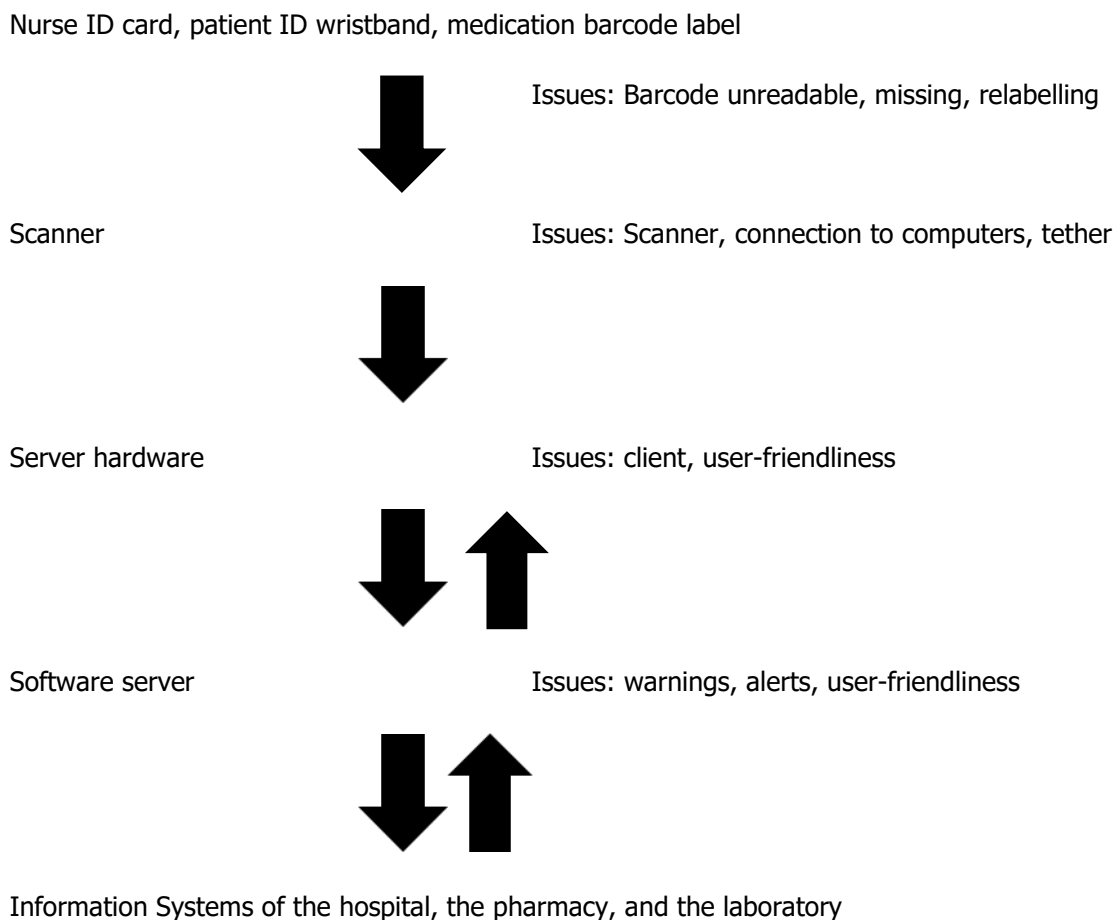 Nurse ID card, patient ID wristband, medication barcode label
Issues: Barcode unreadable, missing, relabelling
Scanner
Issues: Scanner, connection to computers, tether
Server hardware
Issues: client, user-friendliness
Software server
Issues: warnings, alerts, user-friendliness
Information Systems of the hospital, the pharmacy, and the laboratory